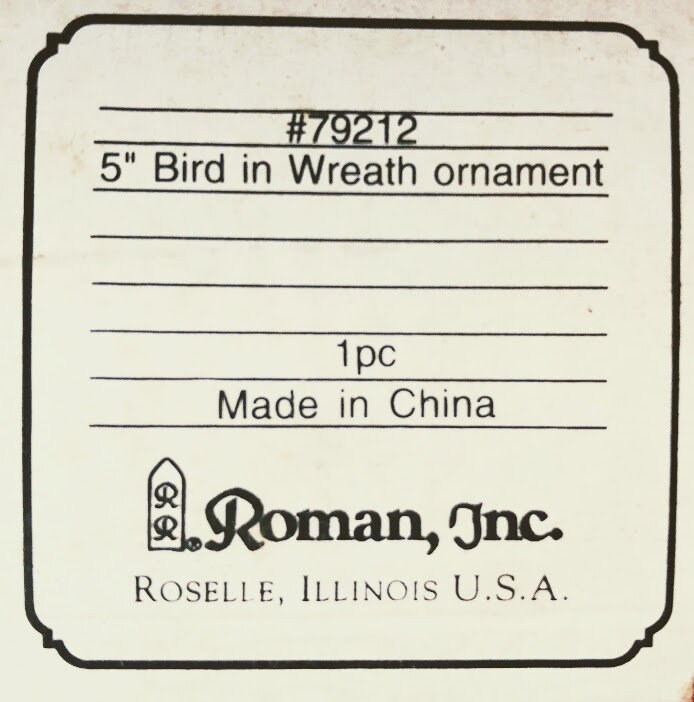 #79212
5" Bird in Wreath ornament
1pc
Made in China
R
R
®
Roman, Inc.
Roselle, Illinois U.S.A.